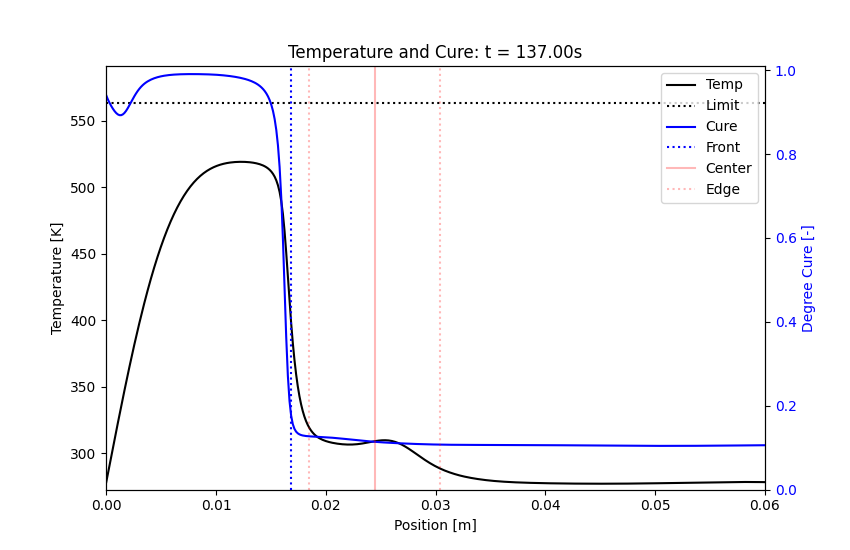 Temperature and Cure: t = 137.00s
Temperature [K]
550
500
450
400
350
300
Temp
Limit
Cure
Front
Center
Edge
1.0
0.8
0.6
0.4
0.2
0.0
Degree Cure [-]
0.00
0.01
0.02
0.03
0.04
0.05
0.06
Position [m]